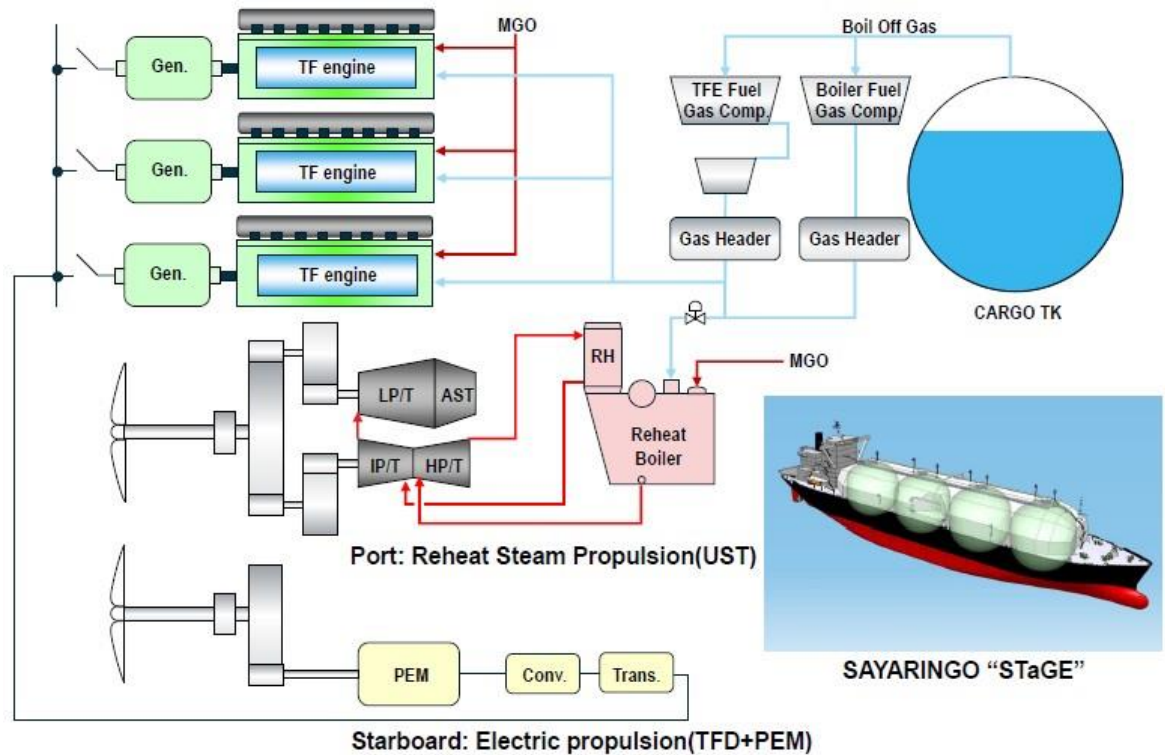 MGO
Boil Off Gas
Gen.
TF engine
TFE Fuel
Gas Comp.
Boiler Fuel
Gas Comp.
Gen.
TF engine
Gas Header
Gas Header
Gen.
TF engine
CARGO TK
RH
MGO
LP/T
AST
Reheat
Boiler
IP/T
HP/T
Port: Reheat Steam Propulsion(UST)
PEM
Conv.
Trans.
SAYARINGO “STaGE”
Starboard: Electric propulsion(TFD+PEM)